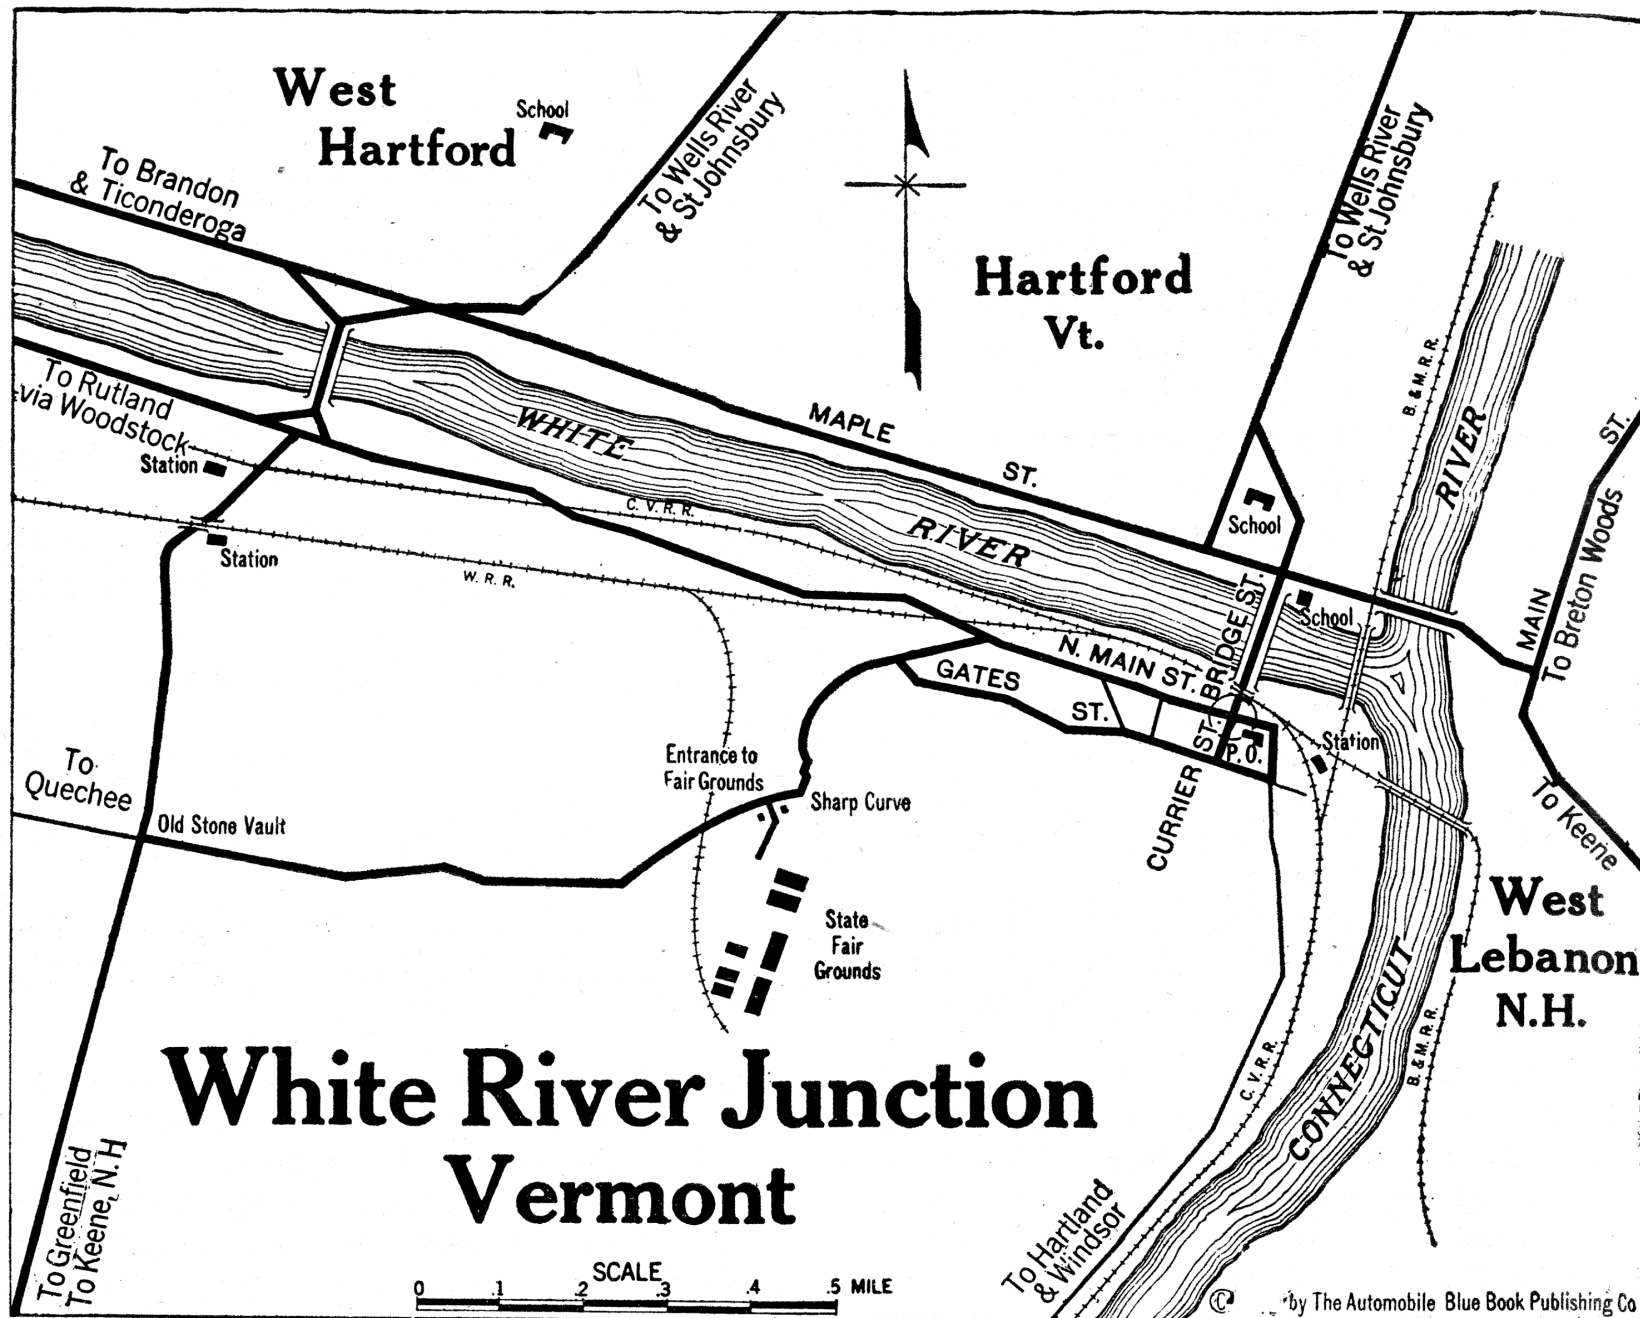 West
Hartford
School
To Brandon
& Ticonderoga
To Wells River
& St Johnsbury
Hartford
Vt.
To Wells River
& St Johnsbury
B. & M. R. R.
RIVER
ST.
To Rutland
via Woodstock
Station
Station
WHITE
RIVER
MAPLE
ST.
C. V. R. R.
W. R. R.
School
School
BRIDGE ST.
N. MAIN ST.
GATES
ST.
MAIN
To Breton Woods
CURRIER ST.
P.O.
Station
To Keene
Entrance to
Fair Grounds
Sharp Curve
To
Quechee
Old Stone Vault
State
Fair
Grounds
West
Lebanon
N.H.
CONNECTICUT
B. & M. R. R.
C. V. R. R.
White River Junction
Vermont
To Greenfield
To Keene, N. H
To Hartland
& Windsor
SCALE
0 .1 .2 .3 .4 .5 MILE
© by The Automobile Blue Book Publishing Co